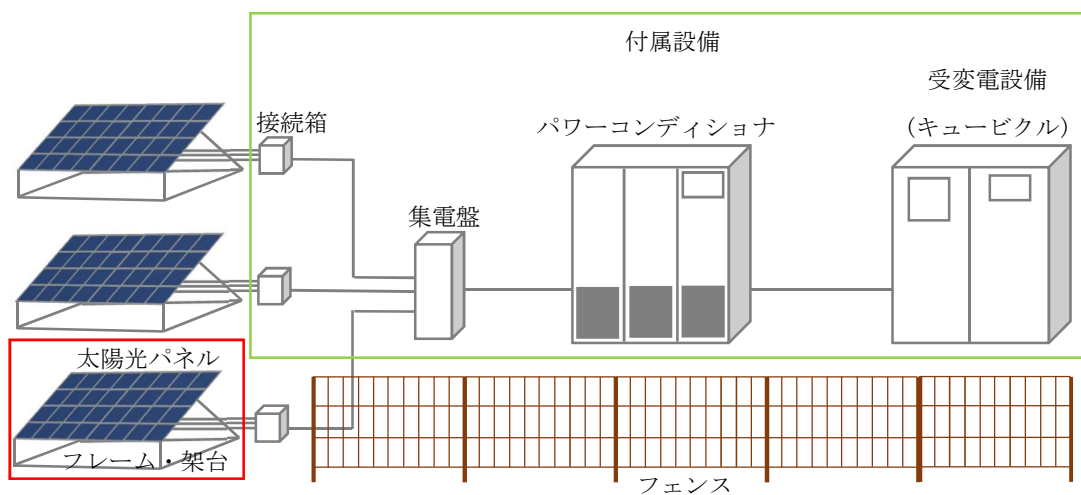 付属設備
受変電設備
接続箱
パワーコンディショナ
（キュービクル）
集電盤
太陽光パネル
フレーム・架台
フェンス